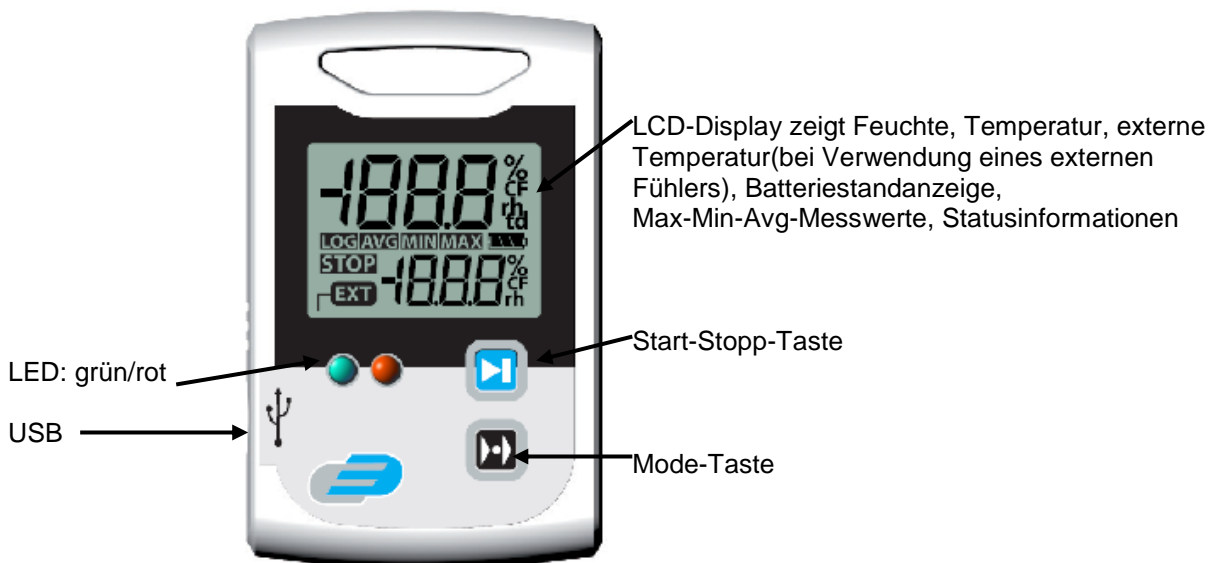 LCD-Display zeigt Feuchte, Temperatur, externe
Temperatur(bei Verwendung eines externen
Fühlers), Batteriestandanzeige,
Max-Min-Avg-Messwerte, Statusinformationen
-188.8 % CF rh td
LOG AVG MIN MAX
STOP
EXT -188.8 % CF rh
Start-Stopp-Taste
LED: grün/rot
USB
Mode-Taste